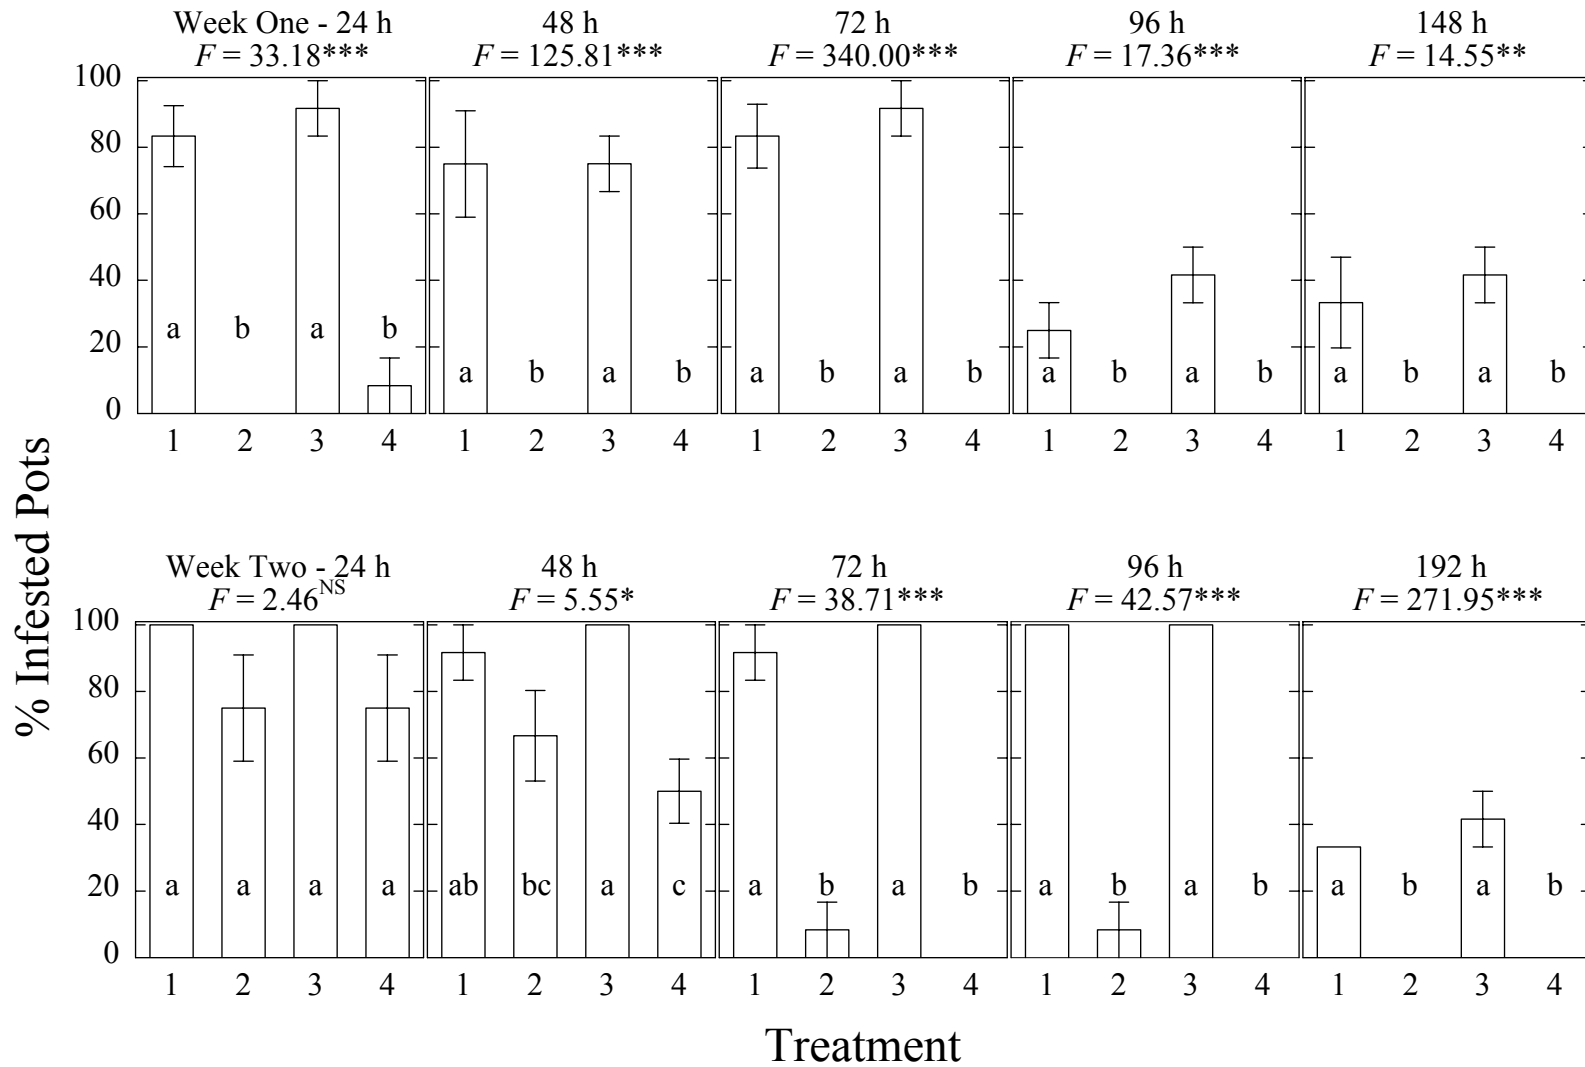 Week One - 24 h 48 h 72 h 96 h 148 h
F = 33.18*** F = 125.81*** F = 340.00*** F = 17.36*** F = 14.55**
100
80
60
40
20
0
a b a b
a b a b a b a b a b a b a b a b
1 2 3 4 1 2 3 4 1 2 3 4 1 2 3 4 1 2 3 4
% Infested Pots
Week Two - 24 h 48 h 72 h 96 h 192 h
F = 2.46^NS F = 5.55* F = 38.71*** F = 42.57*** F = 271.95***
100
80
60
40
20
0
a a a a ab bc a c a b a b a b a b a b a b
1 2 3 4 1 2 3 4 1 2 3 4 1 2 3 4 1 2 3 4
Treatment